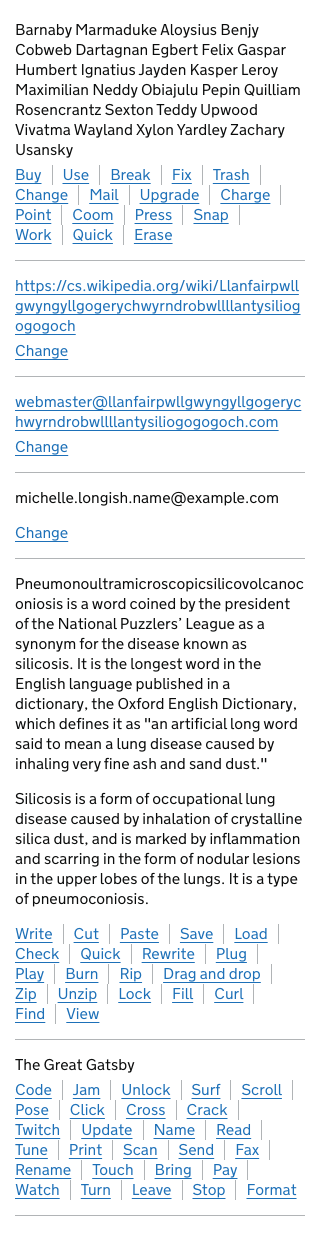 Barnaby Marmaduke Aloysius Benjy
Cobweb Dartagnan Egbert Felix Gaspar
Humbert Ignatius Jayden Kasper Leroy
Maximilian Neddy Obiajulu Pepin Quilliam
Rosencrantz Sexton Teddy Upwood
Vivatma Wayland Xylon Yardley Zachary
Usansky
Buy Use Break Fix Trash
Change Mail Upgrade Charge
Point Coom Press Snap
Work Quick Erase
https://cs.wikipedia.org/wiki/Llanfairpwll
gwyngyllgogerychwyrndrobwllllantysiliog
ogogoch
Change
webmaster@llanfairpwllgwyngyllgogeryc
hwyrndrobwllllantysiliogogogoch.com
Change
michelle.longish.name@example.com
Change
Pneumonoultramicroscopicsilicovolcanoc
oniosis is a word coined by the president
of the National Puzzlers’ League as a
synonym for the disease known as
silicosis. It is the longest word in the
English language published in a
dictionary, the Oxford English Dictionary,
which defines it as "an artificial long word
said to mean a lung disease caused by
inhaling very fine ash and sand dust."
Silicosis is a form of occupational lung
disease caused by inhalation of crystalline
silica dust, and is marked by inflammation
and scarring in the form of nodular lesions
in the upper lobes of the lungs. It is a type
of pneumoconiosis.
Write Cut Paste Save Load
Check Quick Rewrite Plug
Play Burn Rip Drag and drop
Zip Unzip Lock Fill Curl
Find View
The Great Gatsby
Code Jam Unlock Surf Scroll
Pose Click Cross Crack
Twitch Update Name Read
Tune Print Scan Send Fax
Rename Touch Bring Pay
Watch Turn Leave Stop Format